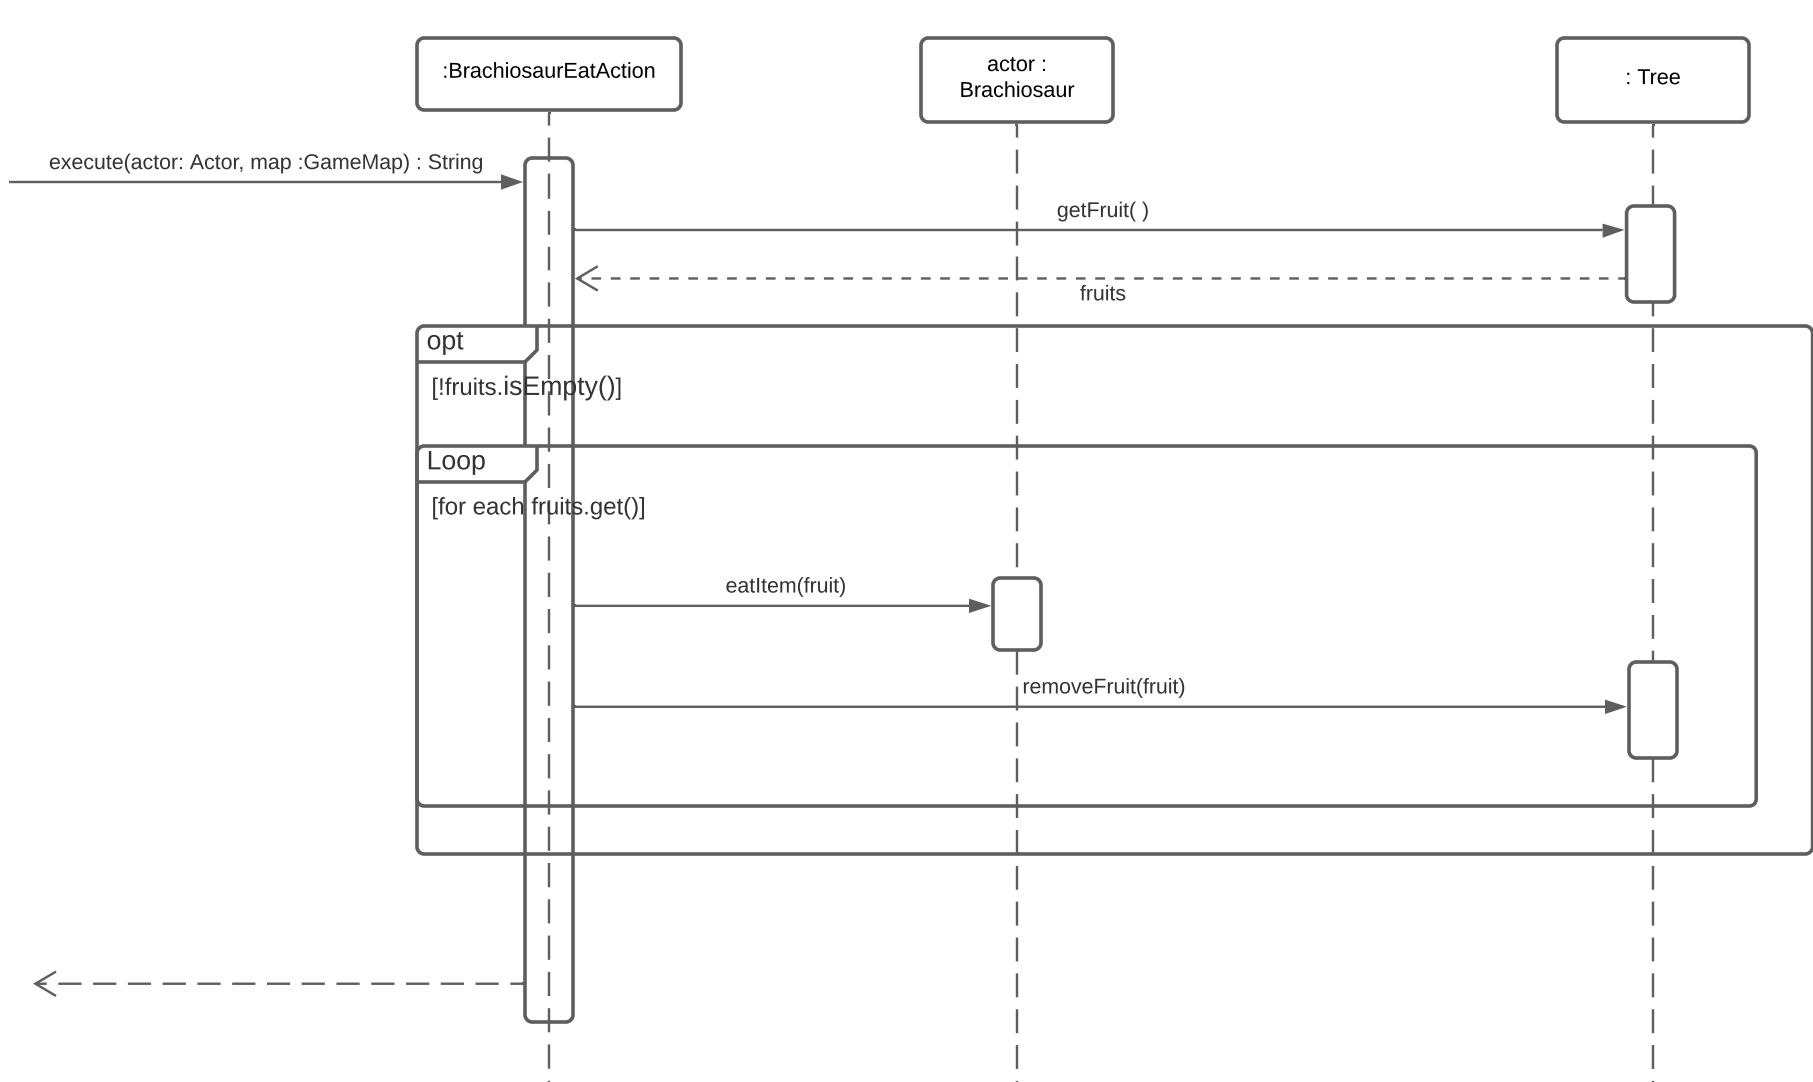 :BrachiosaurEatAction
actor :
Brachiosaur
: Tree
execute(actor: Actor, map :GameMap) : String
getFruit( )
fruits
opt
[!fruits.isEmpty()]
Loop
[for each fruits.get()]
eatItem(fruit)
removeFruit(fruit)